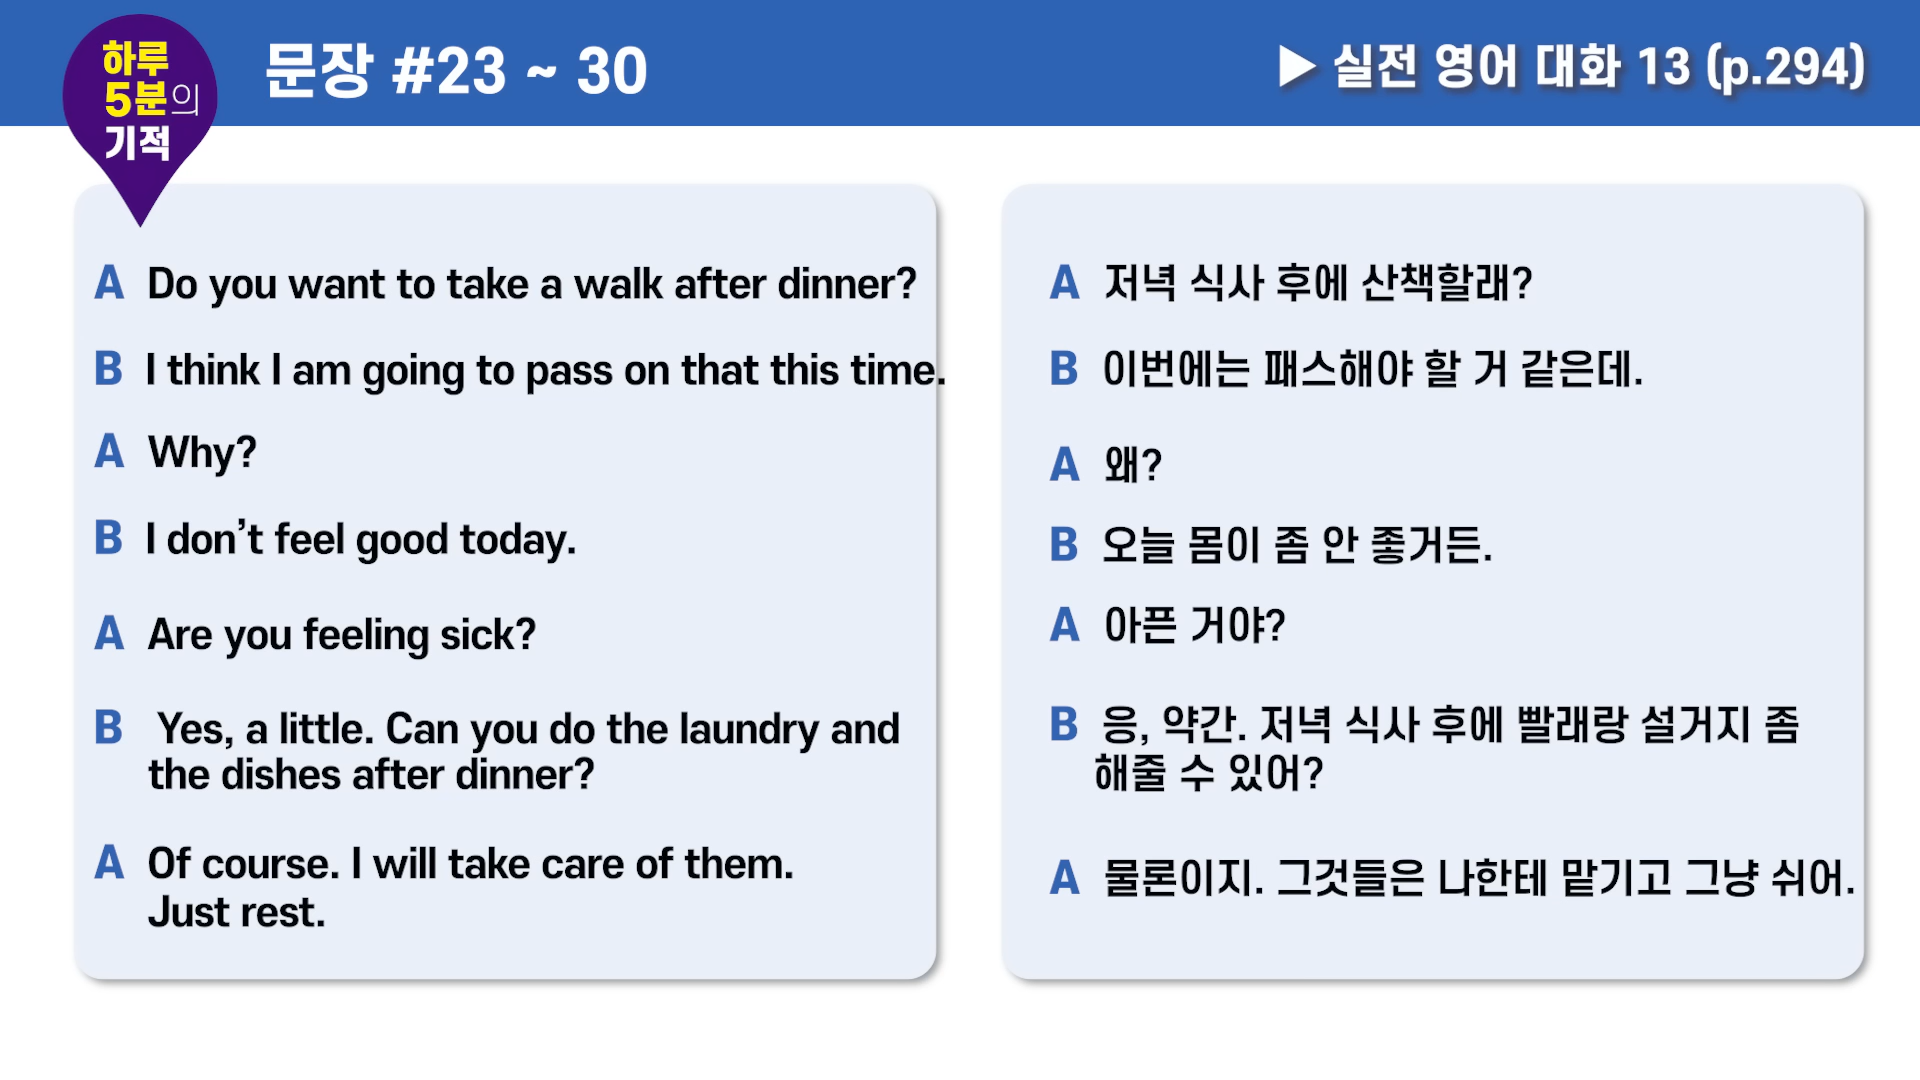 하루
5분의
기적
문장 #23 ~ 30
▶ 실전 영어 대화 13 (p.294)
A Do you want to take a walk after dinner?
B I think I am going to pass on that this time.
A Why?
B I don’t feel good today.
A Are you feeling sick?
B Yes, a little. Can you do the laundry and
the dishes after dinner?
A Of course. I will take care of them.
Just rest.
A 저녁 식사 후에 산책할래?
B 이번에는 패스해야 할 거 같은데.
A 왜?
B 오늘 몸이 좀 안 좋거든.
A 아픈 거야?
B 응, 약간. 저녁 식사 후에 빨래랑 설거지 좀
해줄 수 있어?
A 물론이지. 그것들은 나한테 맡기고 그냥 쉬어.